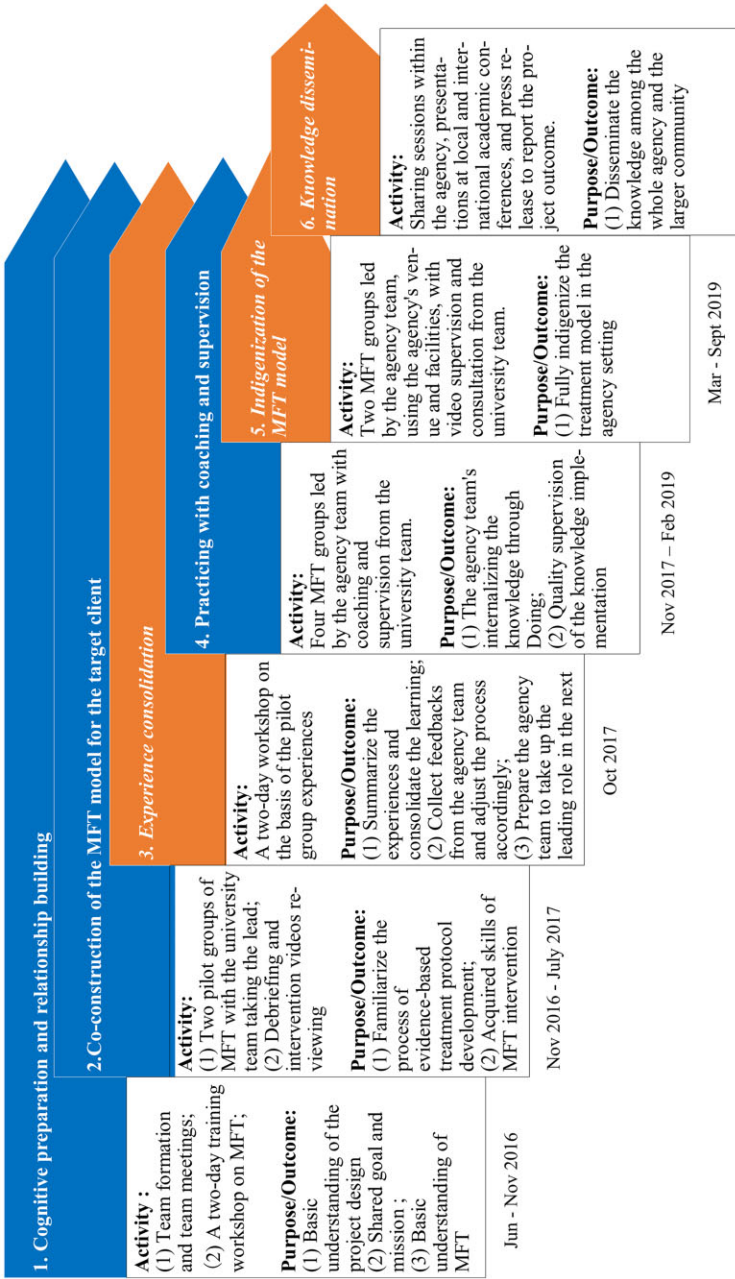 1. Cognitive preparation and relationship building
Activity :
(1) Team formation
and team meetings;
(2) A two-day training
workshop on MFT;
Purpose/Outcome:
(1) Basic
understanding of the
project design
(2) Shared goal and
mission ;
(3) Basic
understanding of
MFT
Jun - Nov 2016
2.Co-construction of the MFT model for the target client
Activity:
(1) Two pilot groups of
MFT with the university
team taking the lead;
(2) Debriefing and
intervention videos re-
viewing
Purpose/Outcome:
(1) Familiarize the
process of
evidence-based
treatment protocol
development;
(2) Acquired skills of
MFT intervention
Nov 2016 - July 2017
3. Experience consolidation
Activity:
A two-day workshop on
the basis of the pilot
group experiences
Purpose/Outcome:
(1) Summarize the
experiences and
consolidate the learning;
(2) Collect feedbacks
from the agency team
and adjust the process
accordingly;
(3) Prepare the agency
team to take up the
leading role in the next
Oct 2017
4. Practicing with coaching and supervision
Activity:
Four MFT groups led
by the agency team with
coaching and
supervision from the
university team.
Purpose/Outcome:
(1) The agency team's
internalizing the
knowledge through
Doing;
(2) Quality supervision
of the knowledge imple-
mentation
Nov 2017 – Feb 2019
5. Indigenization of the
MFT model
Activity:
Two MFT groups led
by the agency team,
using the agency's ven-
ue and facilities, with
video supervision and
consultation from the
university team.
Purpose/Outcome:
(1) Fully indigenize the
treatment model in the
agency setting
Mar - Sept 2019
6. Knowledge dissemi-
nation
Activity:
Sharing sessions within
the agency, presenta-
tions at local and inter-
national academic con-
ferences, and press re-
lease to report the pro-
ject outcome.
Purpose/Outcome:
(1) Disseminate the
knowledge among the
whole agency and the
larger community